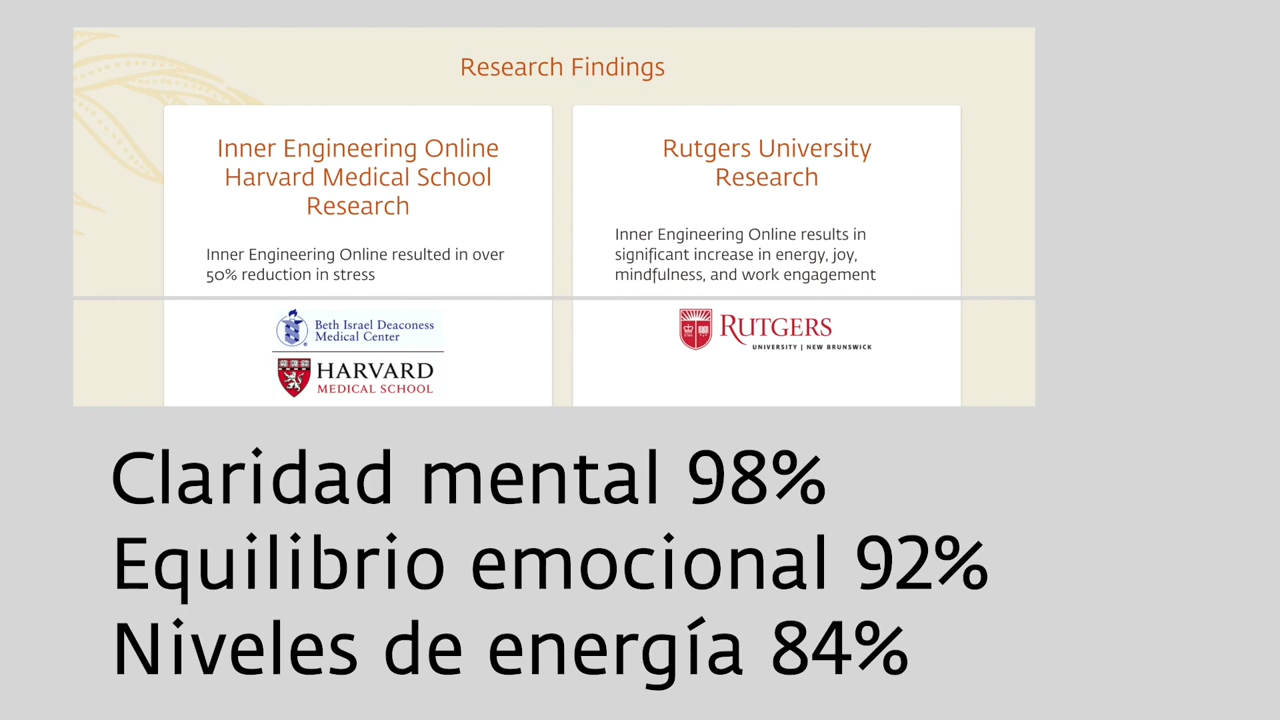 Research Findings
Inner Engineering Online
Harvard Medical School
Research
Inner Engineering Online resulted in over
50% reduction in stress
Beth Israel Deaconess
Medical Center
HARVARD
MEDICAL SCHOOL
Rutgers University
Research
Inner Engineering Online results in
significant increase in energy, joy,
mindfulness, and work engagement
RUTGERS
UNIVERSITY | NEW BRUNSWICK
Claridad mental 98%
Equilibrio emocional 92%
Niveles de energía 84%